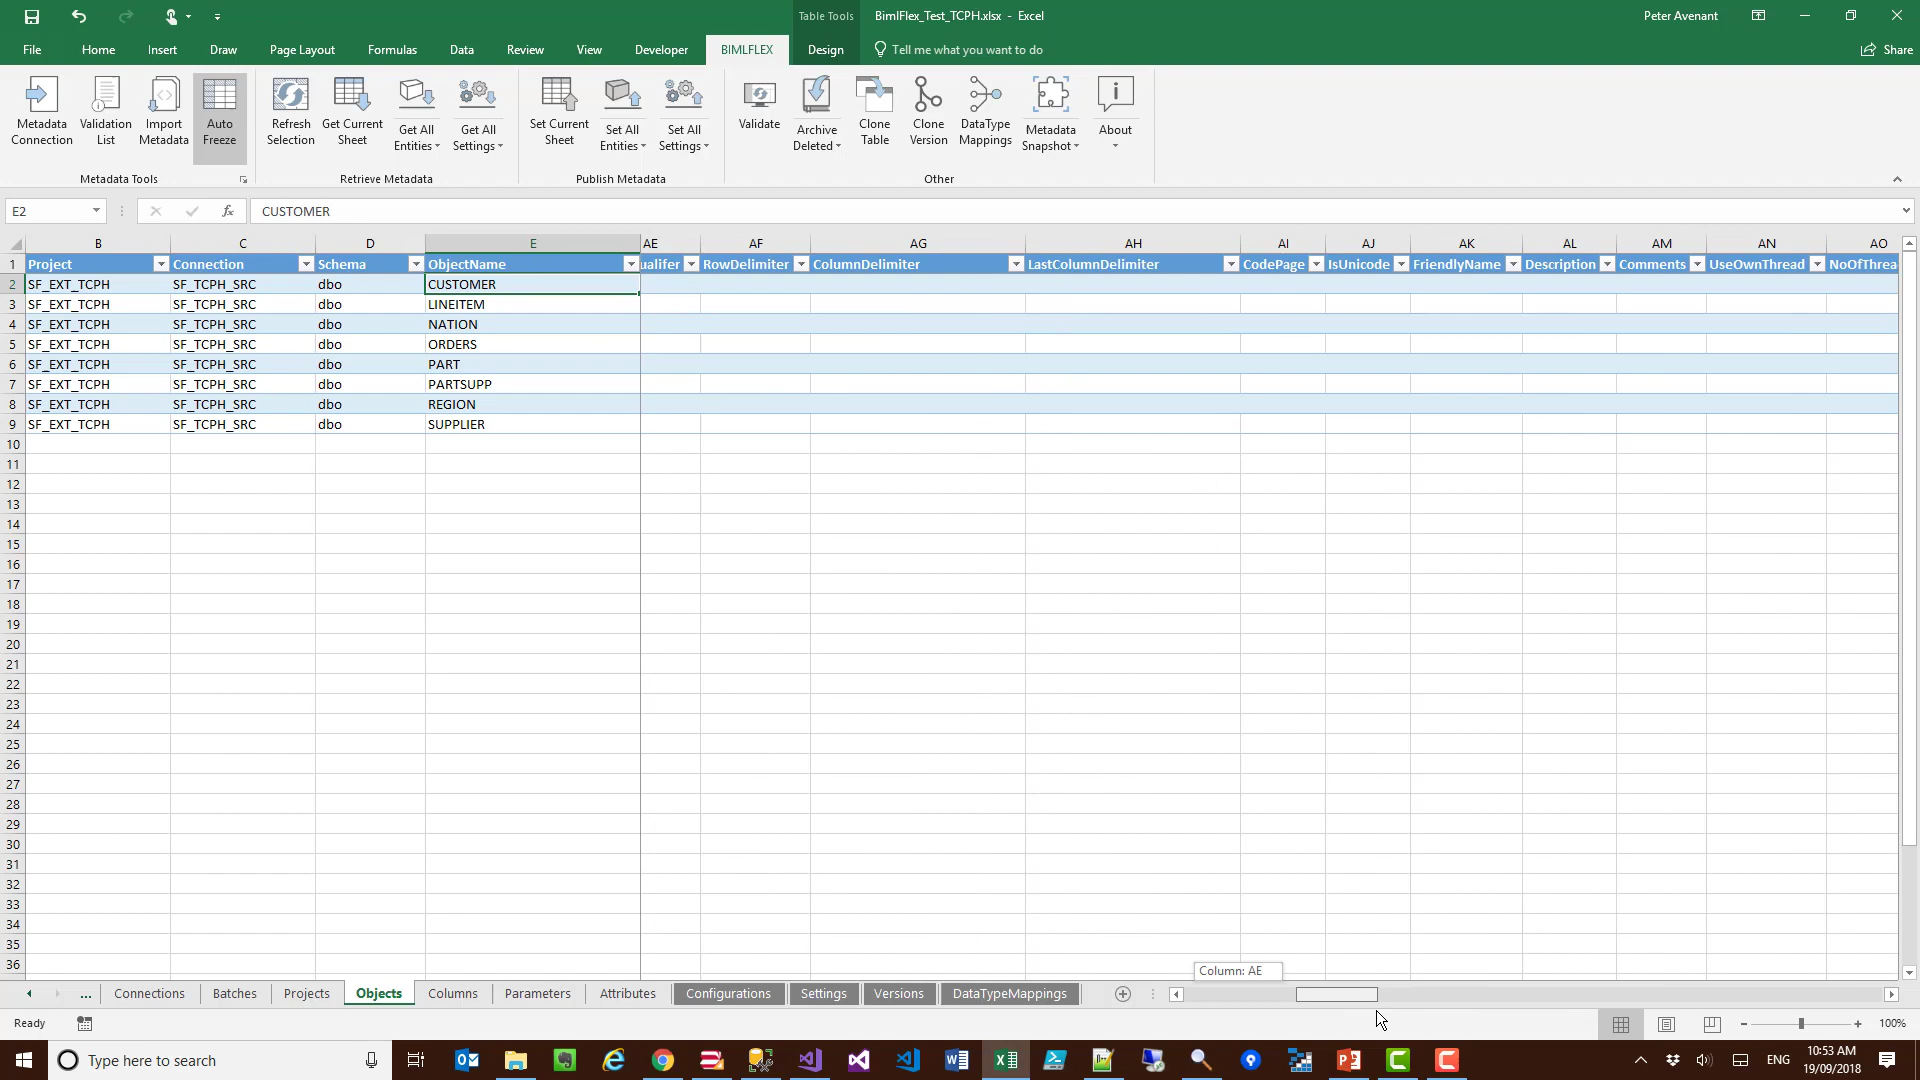 Table Tools
BimlFlex_Test_TCPH.xlsx - Excel
Peter Avenant
File Home Insert Draw Page Layout Formulas Data Review View Developer BIMLFLEX Design Tell me what you want to do Share
Metadata Connection
Validation List
Import Metadata
Auto Freeze
Refresh Selection
Get Current Sheet
Get All Entities
Get All Settings
Set Current Sheet
Set All Entities
Set All Settings
Validate
Archive Deleted
Clone Table
Clone Version
DataType Mappings
Metadata Snapshot
About
Metadata Tools Retrieve Metadata Publish Metadata Other
E2 fx CUSTOMER
B C D E AE AF AG AH AI AJ AK AL AM AN AO
1 Project Connection Schema ObjectName ualifer RowDelimiter ColumnDelimiter LastColumnDelimiter CodePage IsUnicode FriendlyName Description Comments UseOwnThread NoOfThrea
2 SF_EXT_TCPH SF_TCPH_SRC dbo CUSTOMER
3 SF_EXT_TCPH SF_TCPH_SRC dbo LINEITEM
4 SF_EXT_TCPH SF_TCPH_SRC dbo NATION
5 SF_EXT_TCPH SF_TCPH_SRC dbo ORDERS
6 SF_EXT_TCPH SF_TCPH_SRC dbo PART
7 SF_EXT_TCPH SF_TCPH_SRC dbo PARTSUPP
8 SF_EXT_TCPH SF_TCPH_SRC dbo REGION
9 SF_EXT_TCPH SF_TCPH_SRC dbo SUPPLIER
10
11
12
13
14
15
16
17
18
19
20
21
22
23
24
25
26
27
28
29
30
31
32
33
34
35
36
Column: AE
... Connections Batches Projects Objects Columns Parameters Attributes Configurations Settings Versions DataTypeMappings
Ready 100%
Type here to search
ENG
10:53 AM
19/09/2018